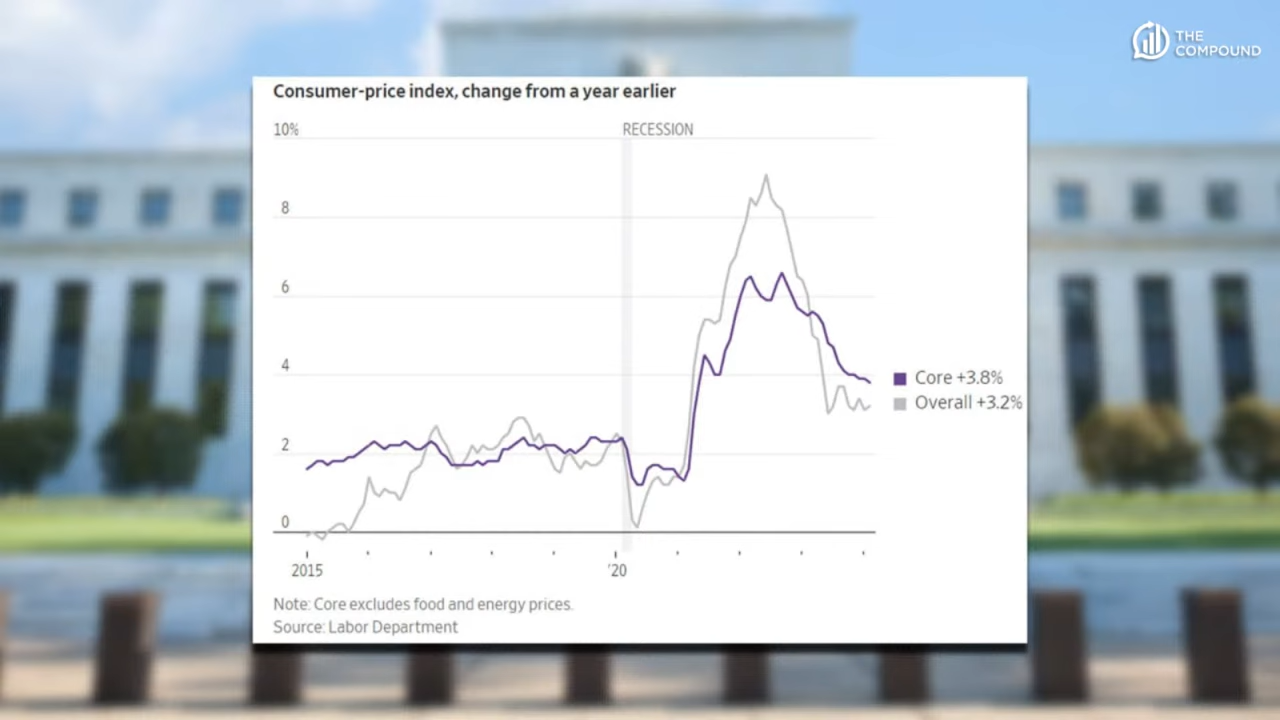 THE
COMPOUND
Consumer-price index, change from a year earlier
10%
RECESSION
8
6
4
Core +3.8%
Overall +3.2%
2
0
2015
'20
Note: Core excludes food and energy prices.
Source: Labor Department